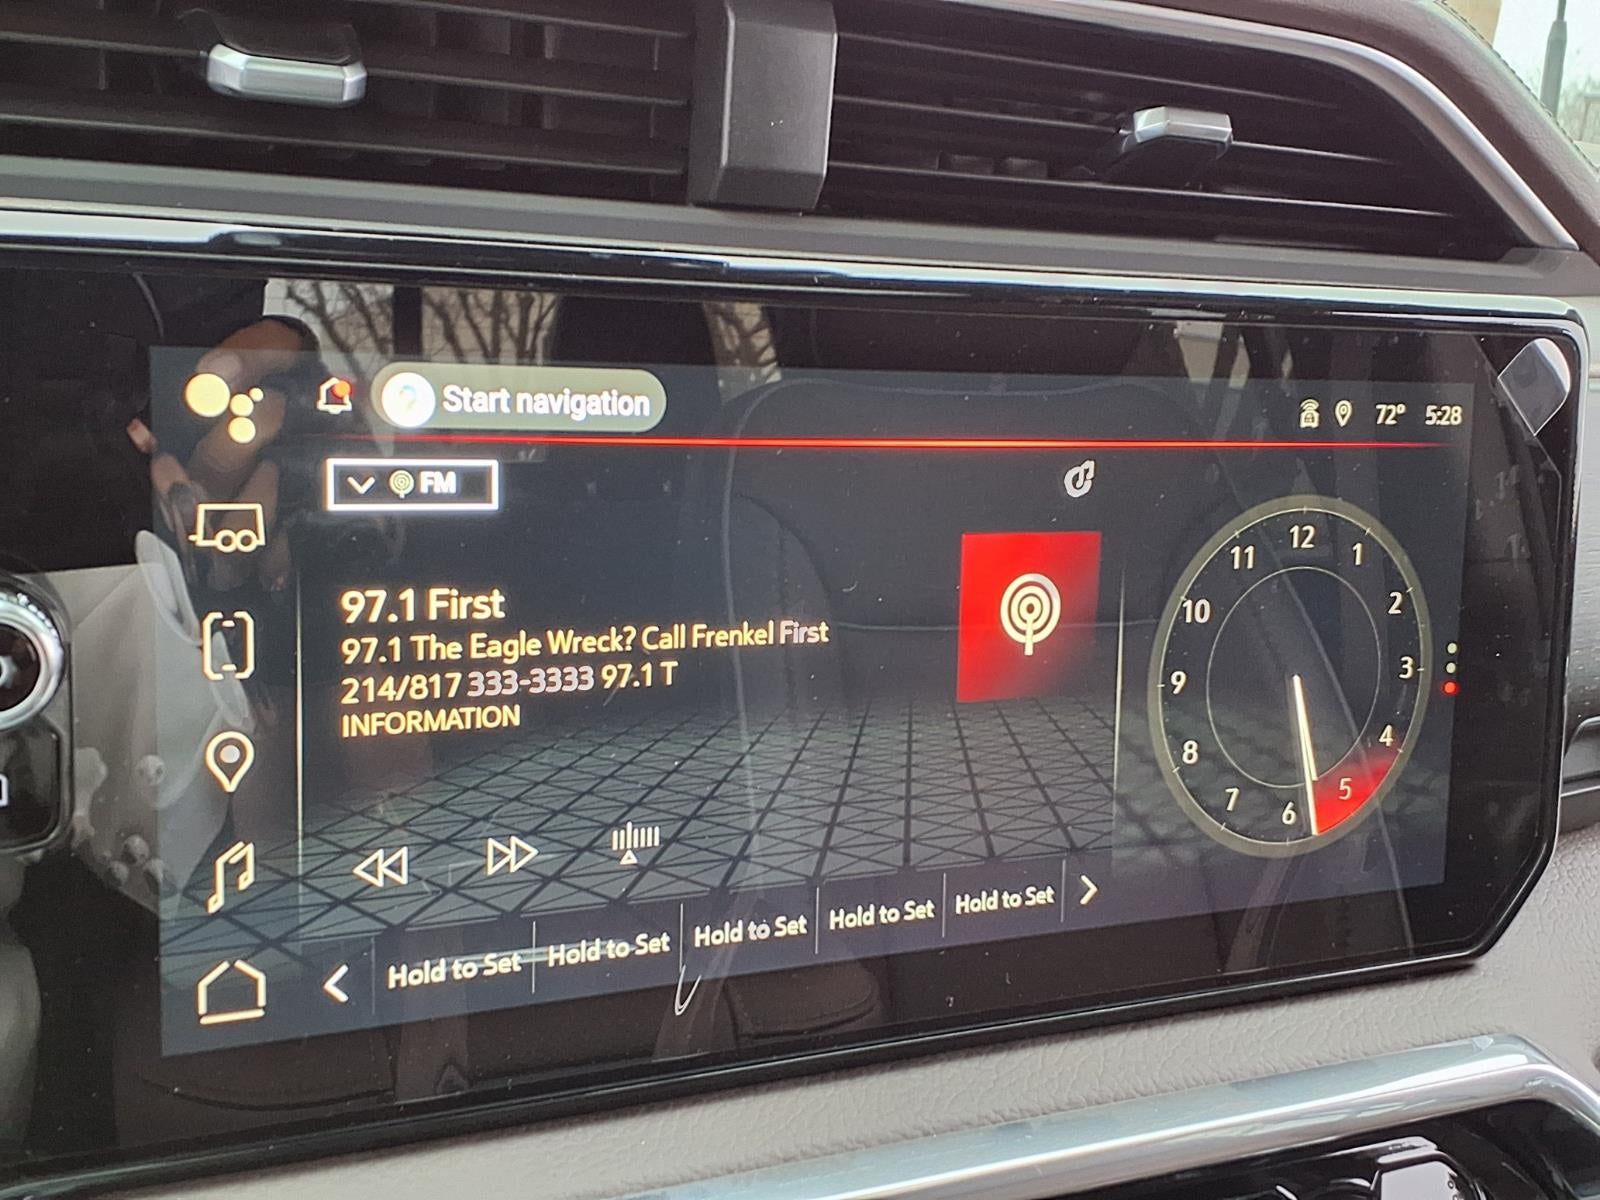 Start navigation
72° 5:28
FM
97.1 First
97.1 The Eagle Wreck? Call Frenkel First
214/817 333-3333 97.1 T
INFORMATION
12
1
2
3
4
5
6
7
8
9
10
11
Hold to Set Hold to Set Hold to Set Hold to Set Hold to Set